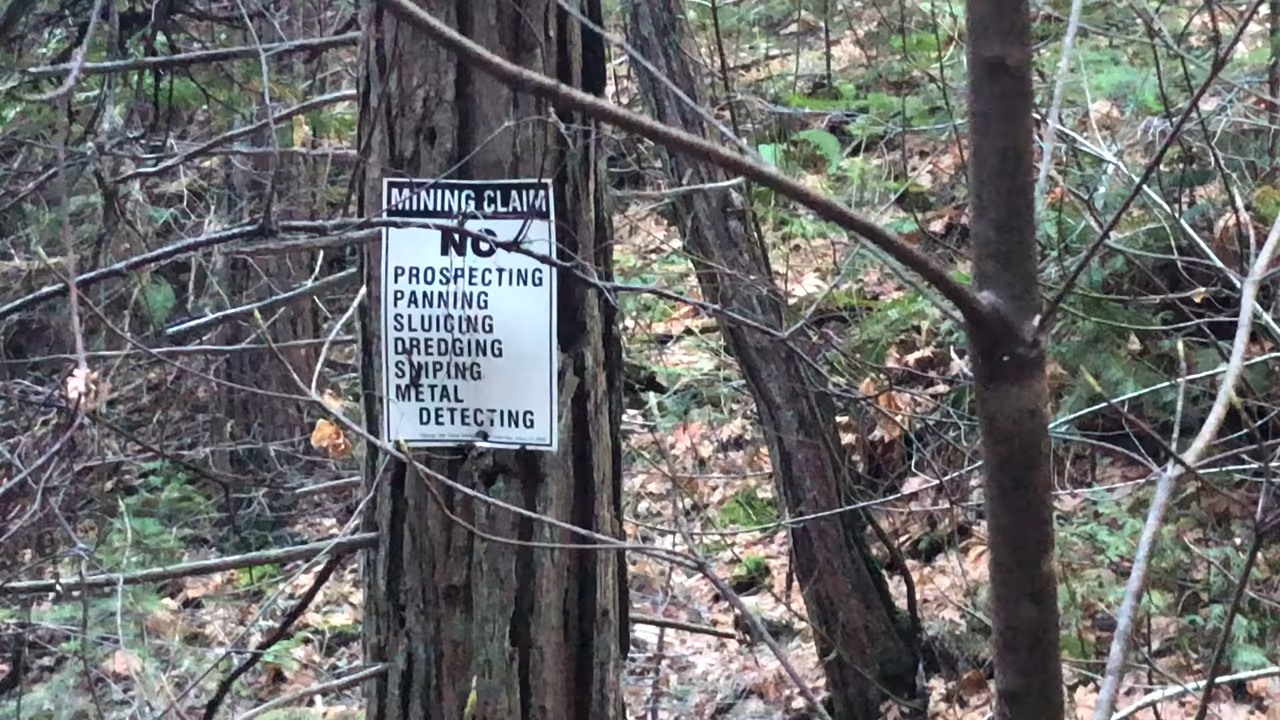 MINING CLAIM
NO
PROSPECTING
PANNING
SLUICING
DREDGING
SNIPING
METAL
DETECTING